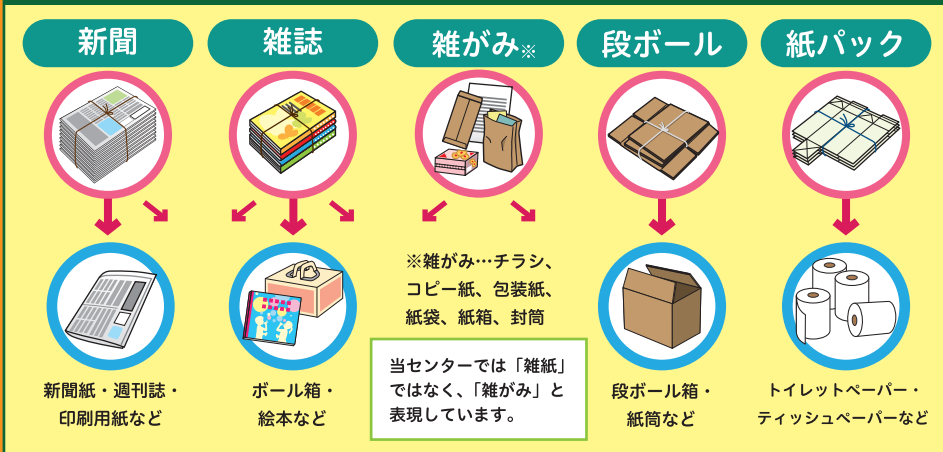 新聞
雑誌
雑がみ※
段ボール
紙パック
新聞紙・週刊誌・
印刷用紙など
ボール箱・
絵本など
※雑がみ…チラシ、
コピー紙、包装紙、
紙袋、紙箱、封筒
当センターでは「雑紙」
ではなく、「雑がみ」と
表現しています。
段ボール箱・
紙筒など
トイレットペーパー・
ティッシュペーパーなど